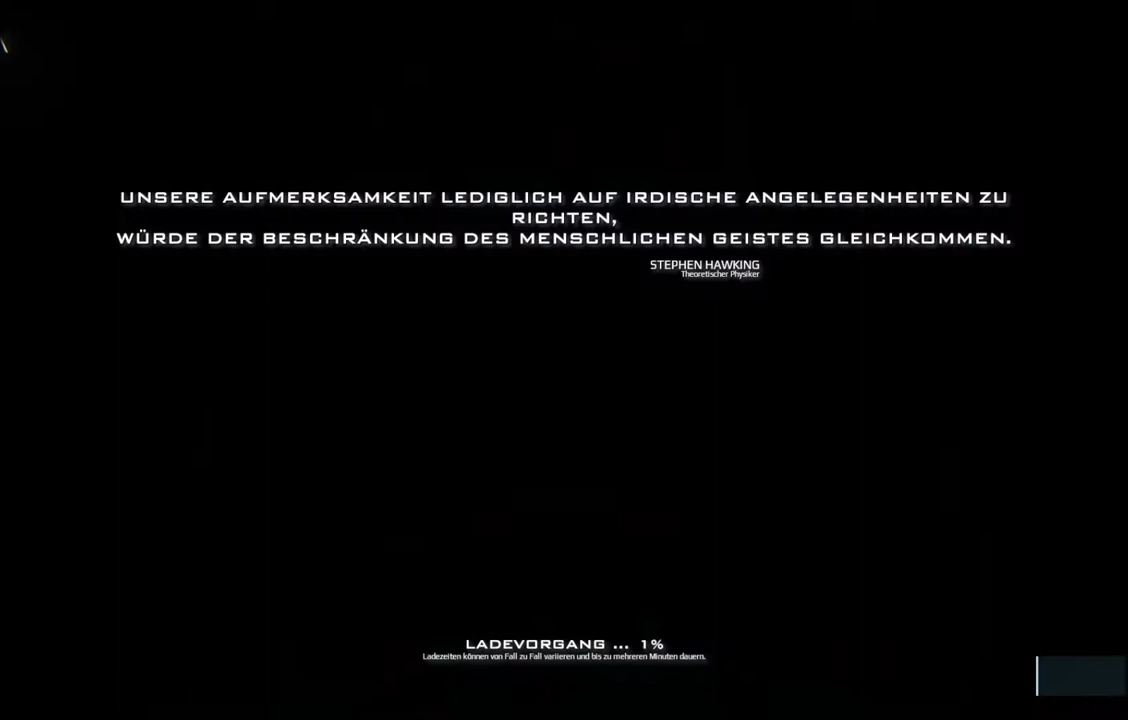 UNSERE AUFMERKSAMKEIT LEDIGLICH AUF IRDISCHE ANGELEGENHEITEN ZU
RICHTEN,
WÜRDE DER BESCHRÄNKUNG DES MENSCHLICHEN GEISTES GLEICHKOMMEN.
STEPHEN HAWKING
Theoretischer Physiker
LADEVORGANG ... 1%
Ladezeiten können von Fall zu Fall variieren und bis zu mehreren Minuten dauern.